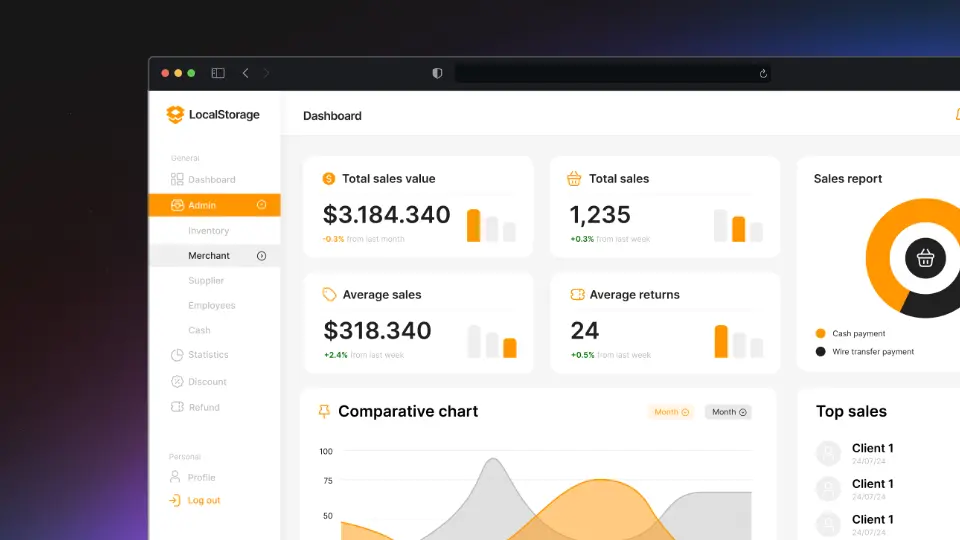 LocalStorage
Dashboard
General
Dashboard
Admin
Inventory
Merchant
Supplier
Employees
Cash
Statistics
Discount
Refund
Personal
Profile
Log out
Total sales value
$3.184.340
-0.3% from last month
Total sales
1,235
+0.3% from last week
Average sales
$318.340
+2.4% from last week
Average returns
24
+0.5% from last week
Sales report
Cash payment
Wire transfer payment
Comparative chart
Month
Month
100
75
50
Top sales
Client 1
24/07/24
Client 1
24/07/24
Client 1
24/07/24